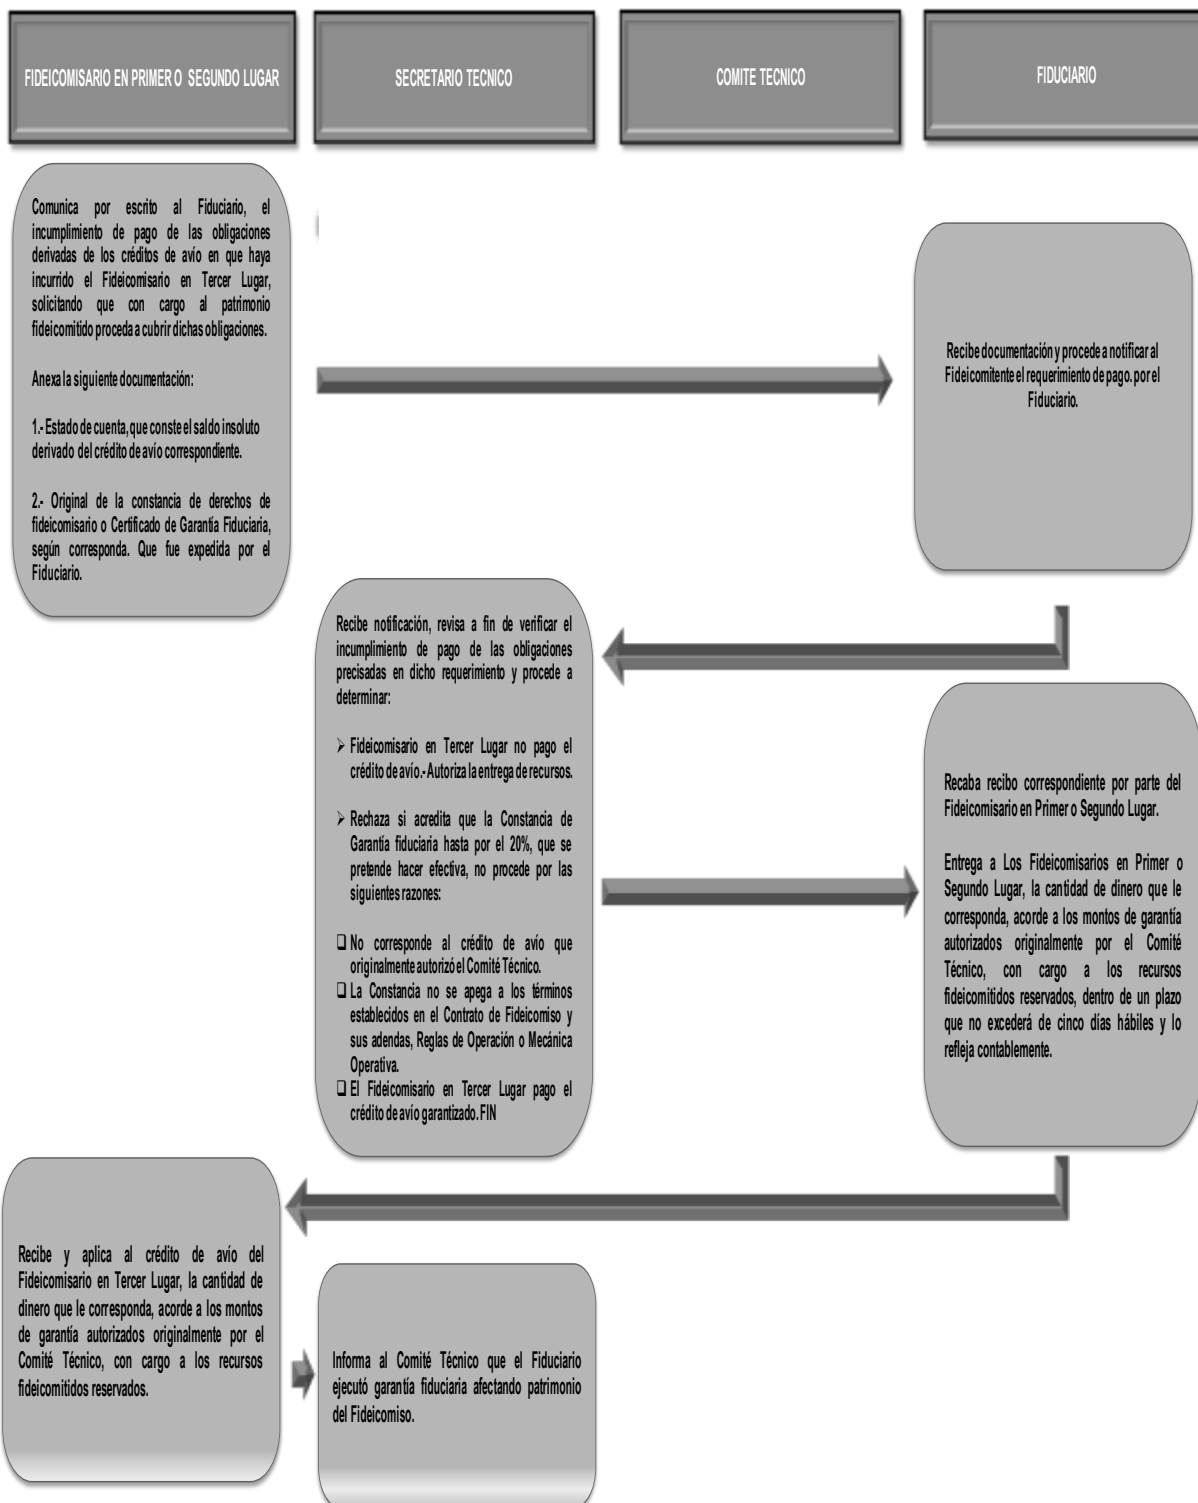 FIDEICOMISARIO EN PRIMER O SEGUNDO LUGAR
SECRETARIO TECNICO
COMITE TECNICO
FIDUCIARIO
Comunica por escrito al Fiduciario, el
incumplimiento de pago de las obligaciones
derivadas de los créditos de avío en que haya
incurrido el Fideicomisario en Tercer Lugar,
solicitando que con cargo al patrimonio
fideicomitido proceda a cubrir dichas obligaciones.
Anexa la siguiente documentación:
1.- Estado de cuenta, que conste el saldo insoluto
derivado del crédito de avío correspondiente.
2.- Original de la constancia de derechos de
fideicomisario o Certificado de Garantía Fiduciaria,
según corresponda. Que fue expedida por el
Fiduciario.
Recibe documentación y procede a notificar al
Fideicomitente el requerimiento de pago. por el
Fiduciario.
Recibe notificación, revisa a fin de verificar el
incumplimiento de pago de las obligaciones
precisadas en dicho requerimiento y procede a
determinar:
➢ Fideicomisario en Tercer Lugar no pago el
crédito de avío.- Autoriza la entrega de recursos.
➢ Rechaza si acredita que la Constancia de
Garantía fiduciaria hasta por el 20%, que se
pretende hacer efectiva, no procede por las
siguientes razones:
❑ No corresponde al crédito de avío que
originalmente autorizó el Comité Técnico.
❑ La Constancia no se apega a los términos
establecidos en el Contrato de Fideicomiso y
sus adendas, Reglas de Operación o Mecánica
Operativa.
❑ El Fideicomisario en Tercer Lugar pago el
crédito de avío garantizado. FIN
Recaba recibo correspondiente por parte del
Fideicomisario en Primer o Segundo Lugar.
Entrega a Los Fideicomisarios en Primer o
Segundo Lugar, la cantidad de dinero que le
corresponda, acorde a los montos de garantía
autorizados originalmente por el Comité
Técnico, con cargo a los recursos
fideicomitidos reservados, dentro de un plazo
que no excederá de cinco días hábiles y lo
refleja contablemente.
Recibe y aplica al crédito de avío del
Fideicomisario en Tercer Lugar, la cantidad de
dinero que le corresponda, acorde a los montos
de garantía autorizados originalmente por el
Comité Técnico, con cargo a los recursos
fideicomitidos reservados.
Informa al Comité Técnico que el Fiduciario
ejecutó garantía fiduciaria afectando patrimonio
del Fideicomiso.